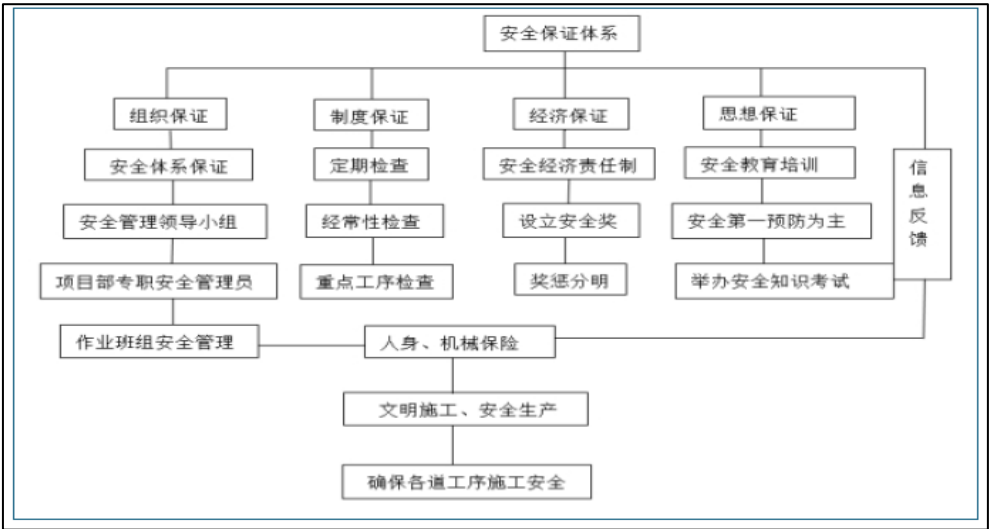 安全保证体系
组织保证
制度保证
经济保证
思想保证
安全体系保证
定期检查
安全经济责任制
安全教育培训
信息反馈
安全管理领导小组
经常性检查
设立安全奖
安全第一预防为主
项目部专职安全管理员
重点工序检查
奖惩分明
举办安全知识考试
作业班组安全管理
人身、机械保险
文明施工、安全生产
确保各道工序施工安全